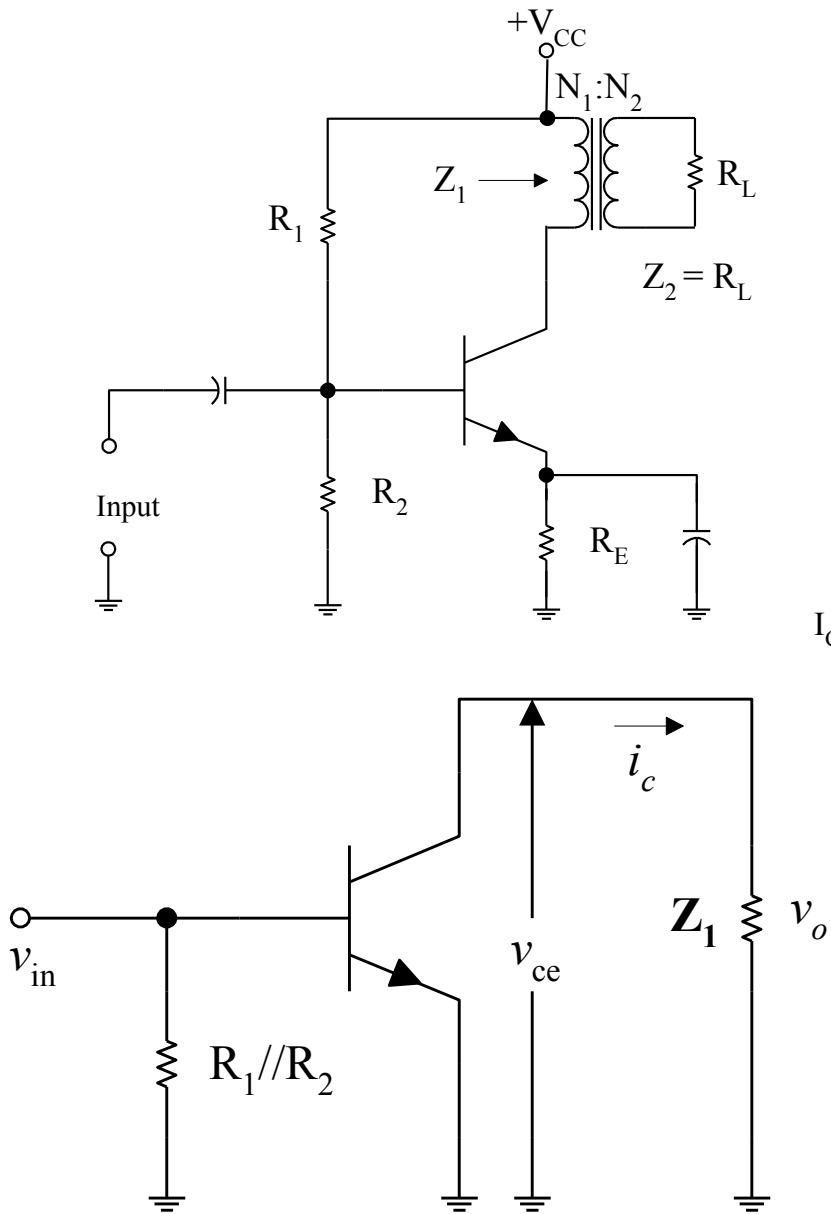 +V_CC
N_1:N_2
Z_1
R_L
R_1
Z_2 = R_L
R_2
Input
R_E
i_c
Z_1
v_o
v_ce
v_in
R_1//R_2